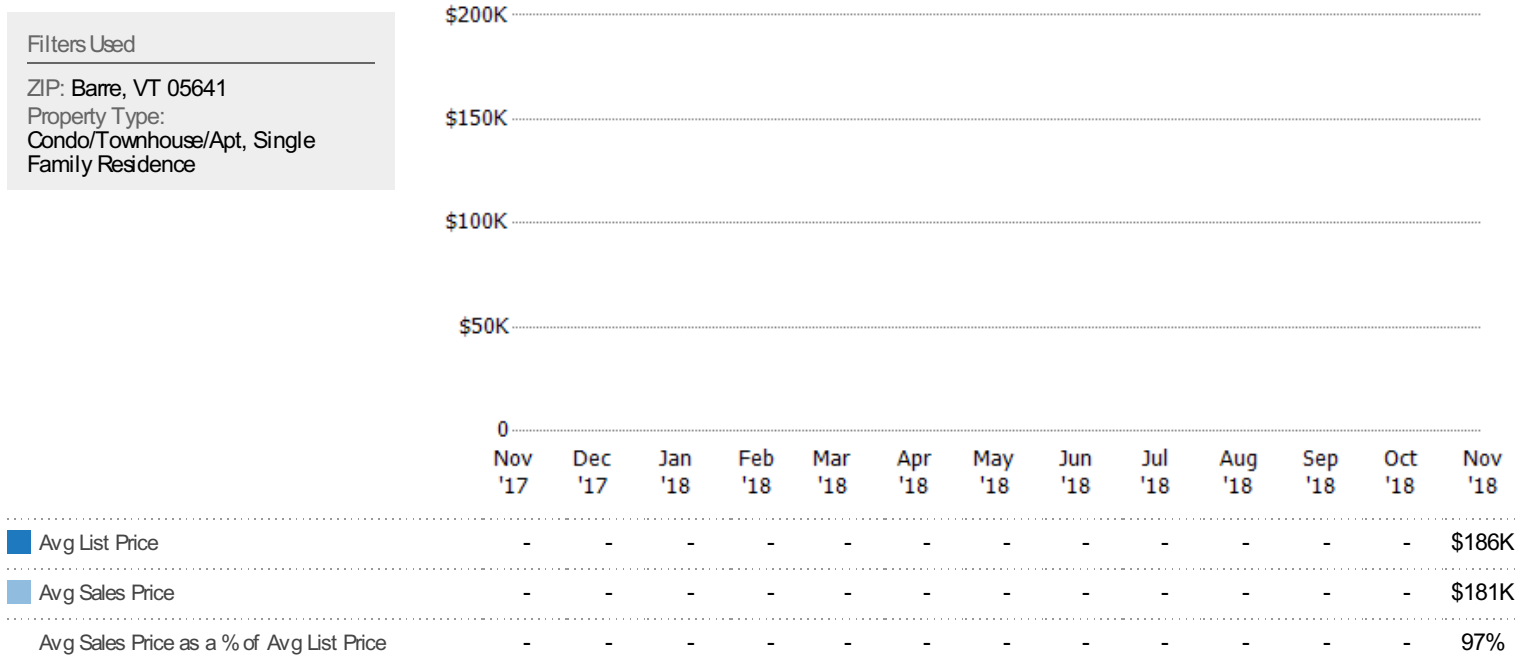 Filters Used
ZIP: Barre, VT 05641
Property Type:
Condo/Townhouse/Apt, Single
Family Residence
$200K
$150K
$100K
$50K
0
Nov Dec Jan Feb Mar Apr May Jun Jul Aug Sep Oct Nov
'17 '17 '18 '18 '18 '18 '18 '18 '18 '18 '18 '18 '18
Avg List Price - - - - - - - - - - - - $186K
Avg Sales Price - - - - - - - - - - - - $181K
Avg Sales Price as a % of Avg List Price - - - - - - - - - - - - 97%